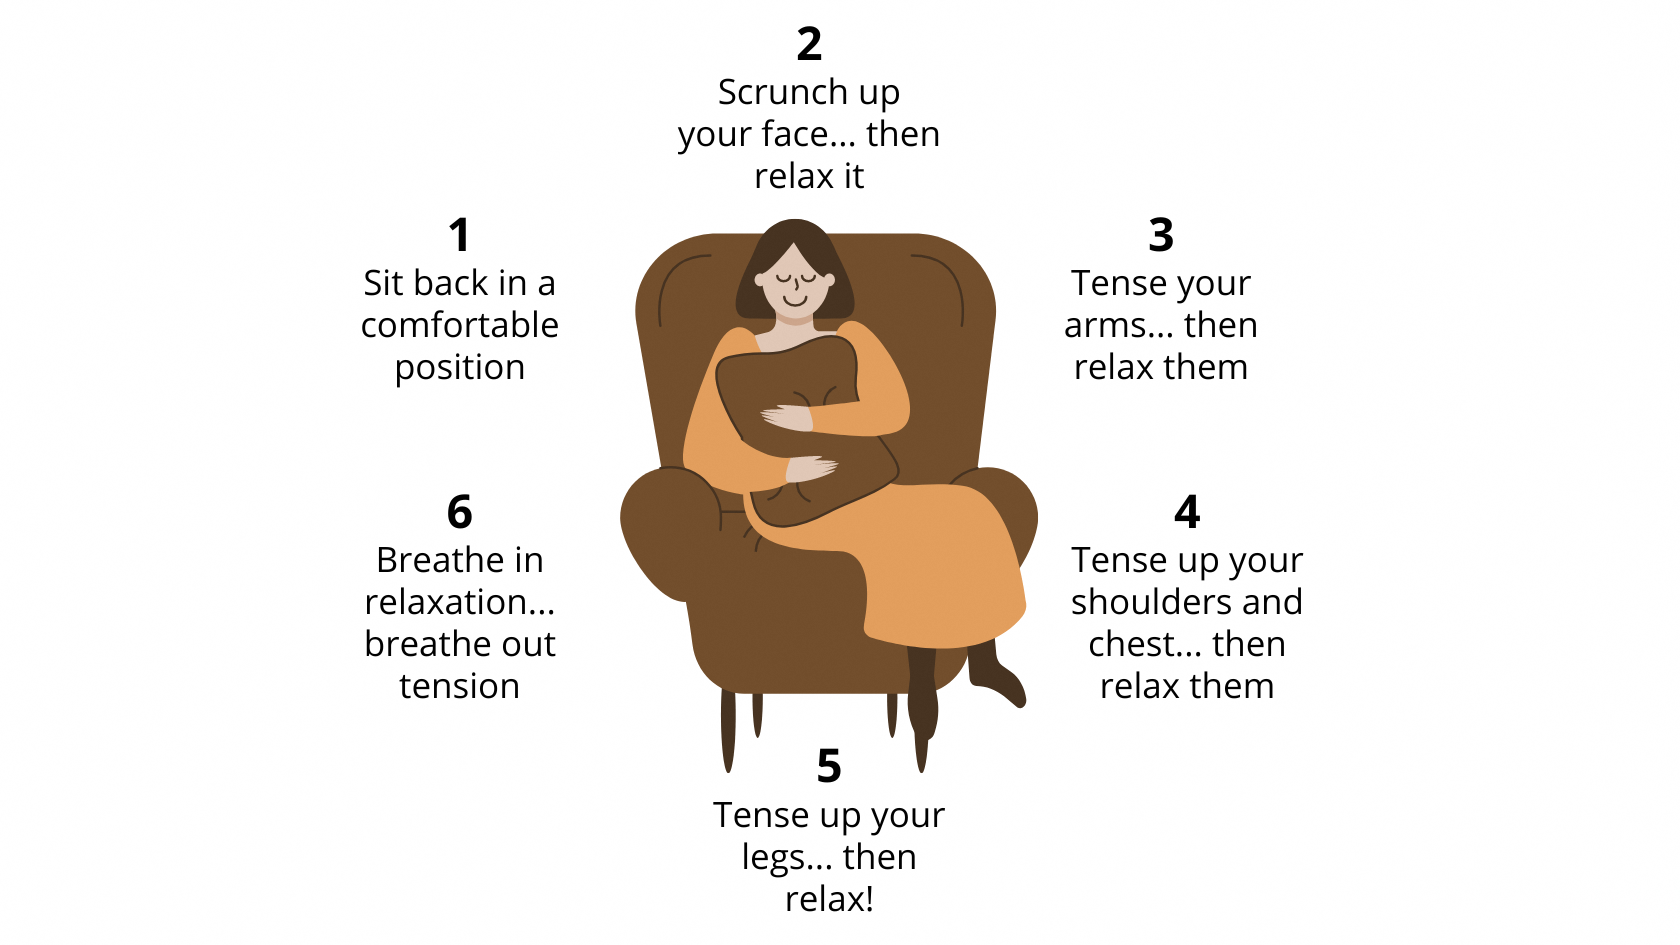 1
Sit back in a
comfortable
position
2
Scrunch up
your face... then
relax it
3
Tense your
arms... then
relax them
4
Tense up your
shoulders and
chest... then
relax them
5
Tense up your
legs... then
relax!
6
Breathe in
relaxation...
breathe out
tension